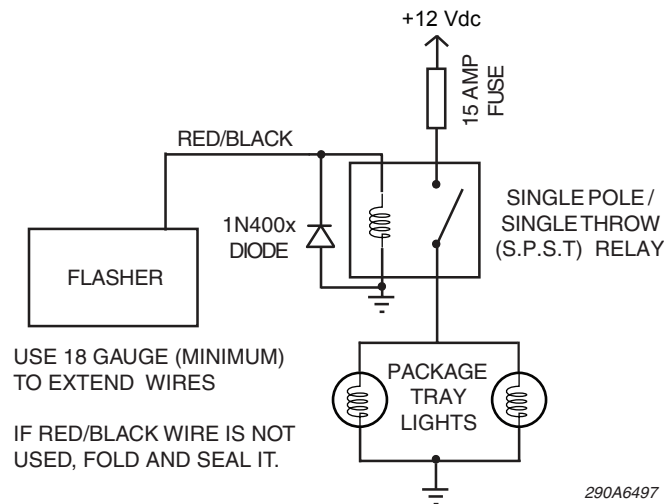 +12 Vdc
15 AMP
FUSE
RED/BLACK
1N400x
DIODE
SINGLE POLE /
SINGLE THROW
(S.P.S.T) RELAY
FLASHER
USE 18 GAUGE (MINIMUM)
TO EXTEND WIRES
PACKAGE
TRAY
LIGHTS
IF RED/BLACK WIRE IS NOT
USED, FOLD AND SEAL IT.
290A6497